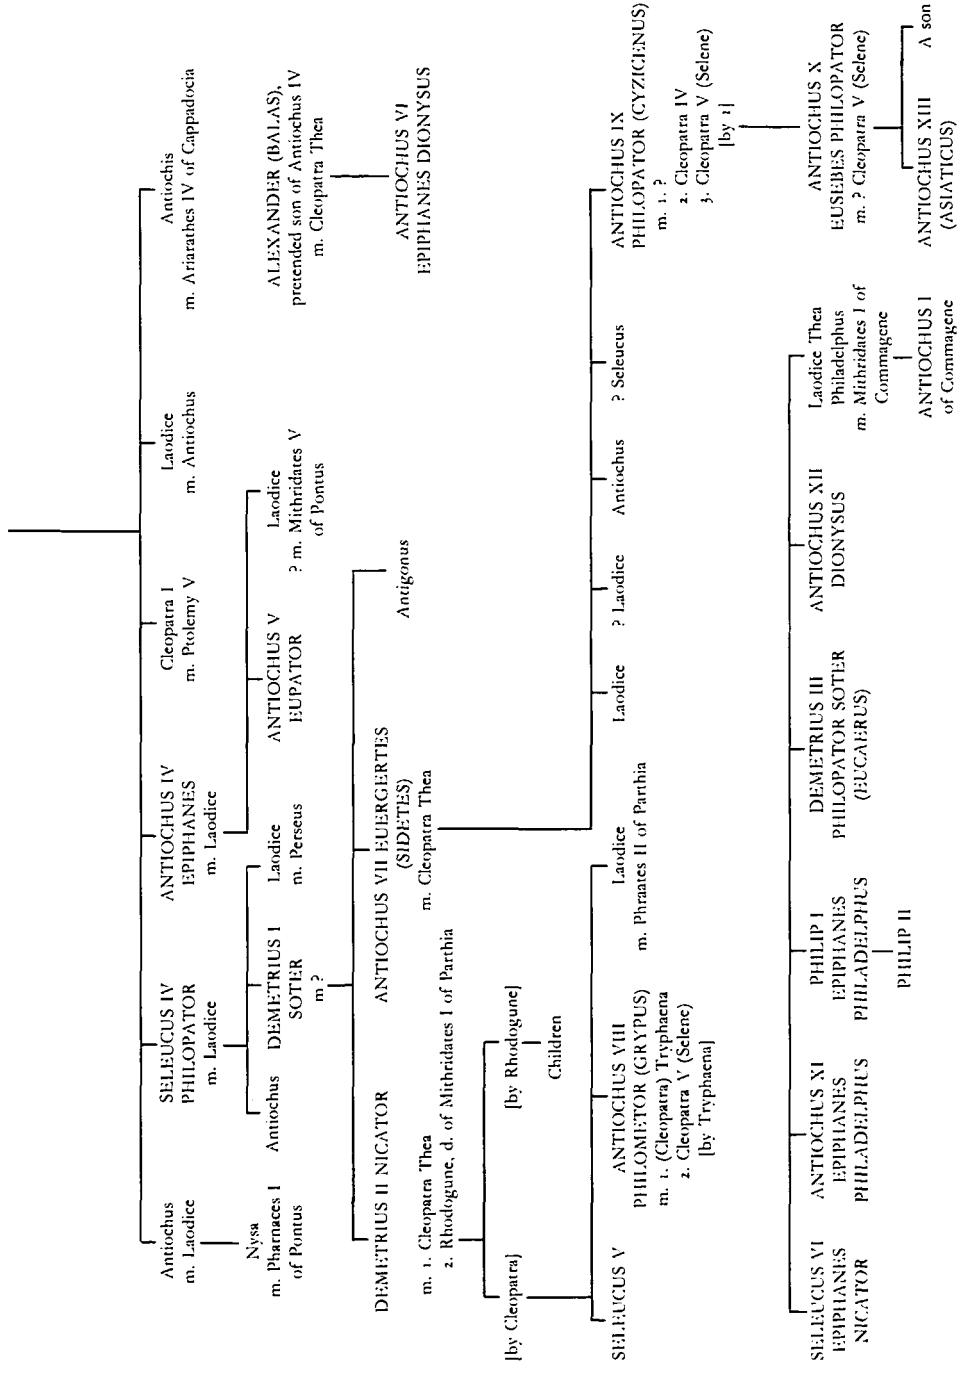 Antiochus
m. Laodice
SELEUCUS IV
PHILOPATOR
m. Laodice
ANTIOCHUS IV
EPIPHANES
m. Laodice
Cleopatra I
m. Ptolemy V
Laodice
m. Antiochus
Antiochis
m. Ariarathes IV of Cappadocia
Nysa
m. Pharnaces I
of Pontus
Antiochus
DEMETRIUS I
SOTER
m ?
Laodice
m. Perseus
ANTIOCHUS V
EUPATOR
Laodice
? m. Mithridates V
of Pontus
ALEXANDER (BALAS),
pretended son of Antiochus IV
m. Cleopatra Thea
DEMETRIUS II NICATOR
m. 1. Cleopatra Thea
2. Rhodogune, d. of Mithridates I of Parthia
ANTIOCHUS VII EUERGERTES
(SIDETES)
m. Cleopatra Thea
Antigonus
ANTIOCHUS VI
EPIPHANES DIONYSUS
[by Cleopatra]
[by Rhodogune]
Children
SELEUCUS V
ANTIOCHUS VIII
PHILOMETOR (GRYPUS)
m. 1. (Cleopatra) Tryphaena
2. Cleopatra V (Selene)
[by Tryphaena]
Laodice
m. Phraates II of Parthia
Laodice
? Laodice
Antiochus
? Seleucus
ANTIOCHUS IX
PHILOPATOR (CYZICENUS)
m. 1. ?
2. Cleopatra IV
3. Cleopatra V (Selene)
[by 1]
SELEUCUS VI
EPIPHANES
NICATOR
ANTIOCHUS XI
EPIPHANES
PHILADELPHUS
PHILIP I
EPIPHANES
PHILADELPHUS
PHILIP II
DEMETRIUS III
PHILOPATOR SOTER
(EUCAERUS)
ANTIOCHUS XII
DIONYSUS
Laodice Thea
Philadelphus
m. Mithridates I of
Commagene
ANTIOCHUS I
of Commagene
ANTIOCHUS X
EUSEBES PHILOPATOR
m. ? Cleopatra V (Selene)
ANTIOCHUS XIII
(ASIATICUS)
A son